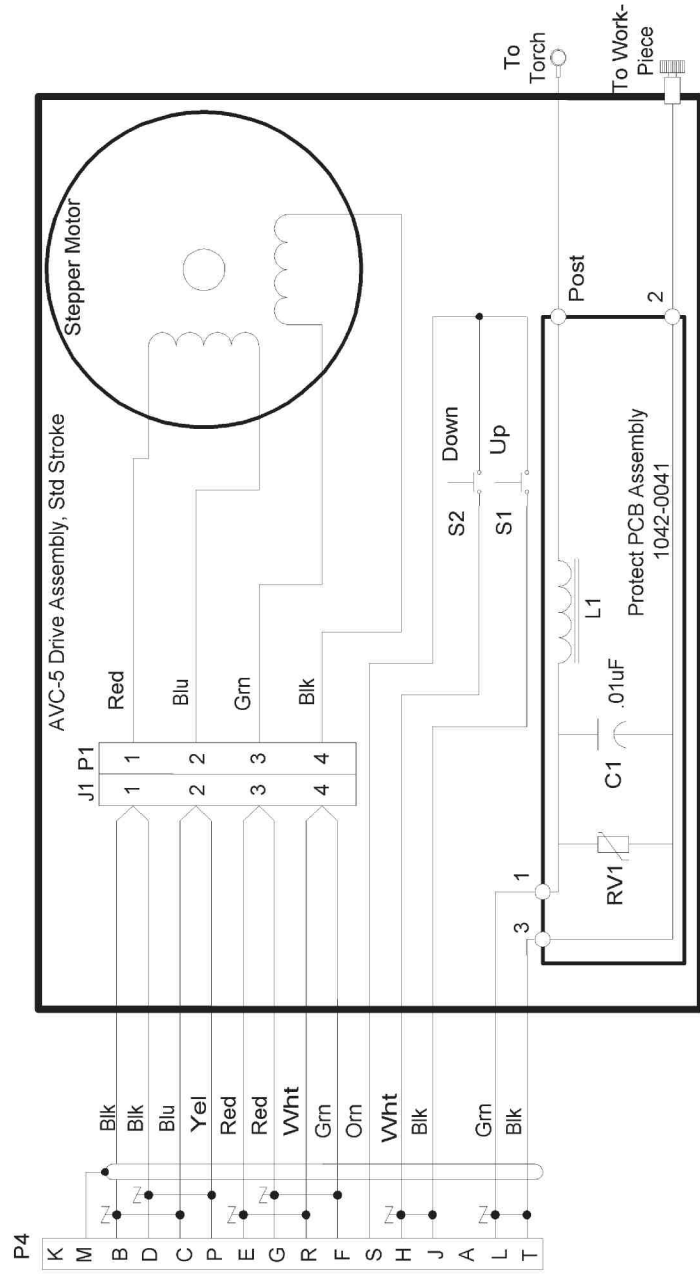 P4
K
M
B
D
C
P
E
G
R
F
S
H
J
A
L
T
Blk
Blk
Blu
Yel
Red
Red
Wht
Grn
Orn
Wht
Blk
Grn
Blk
AVC-5 Drive Assembly, Std Stroke
J1 P1
1 1
2 2
3 3
4 4
Red
Blu
Grn
Blk
Stepper Motor
S2
Down
S1
Up
3
1
RV1
C1
.01uF
L1
Protect PCB Assembly
1042-0041
Post
2
To
Torch
To Work-
Piece